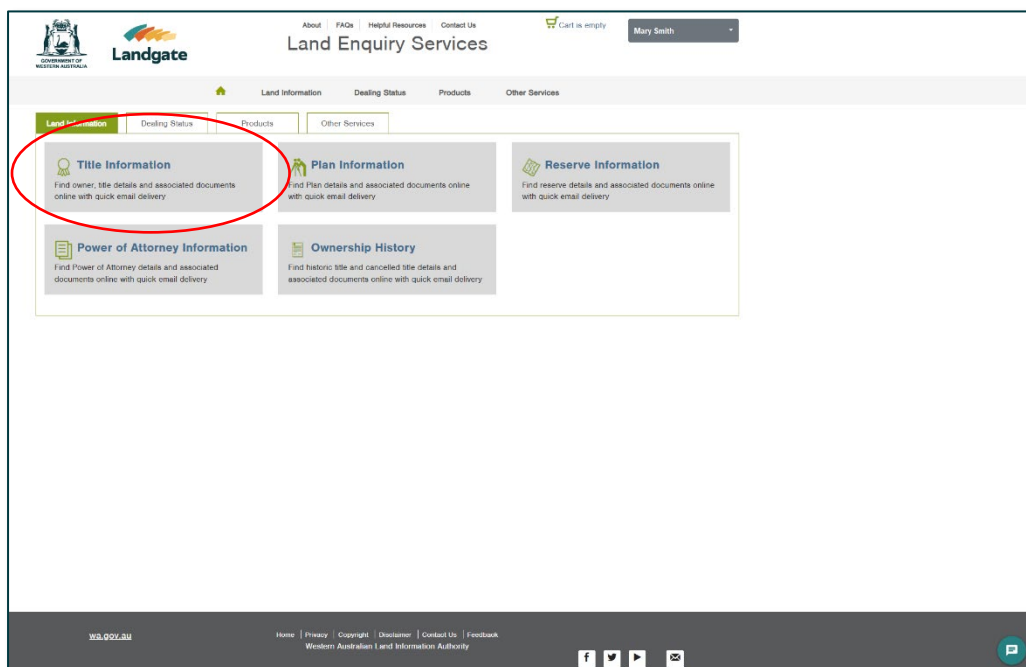 About | FAQs | Helpful Resources | Contact Us
Cart is empty
Mary Smith
GOVERNMENT OF
WESTERN AUSTRALIA
Landgate
Land Enquiry Services
Land Information Dealing Status Products Other Services
Land Information Dealing Status Products Other Services
Title Information
Find owner, title details and associated documents
online with quick email delivery
Plan Information
Find Plan details and associated documents online
with quick email delivery
Reserve Information
Find reserve details and associated documents online
with quick email delivery
Power of Attorney Information
Find Power of Attorney details and associated
documents online with quick email delivery
Ownership History
Find historic title and cancelled title details and
associated documents online with quick email delivery
wa.gov.au
Home | Privacy | Copyright | Disclaimer | Contact Us | Feedback
Western Australian Land Information Authority